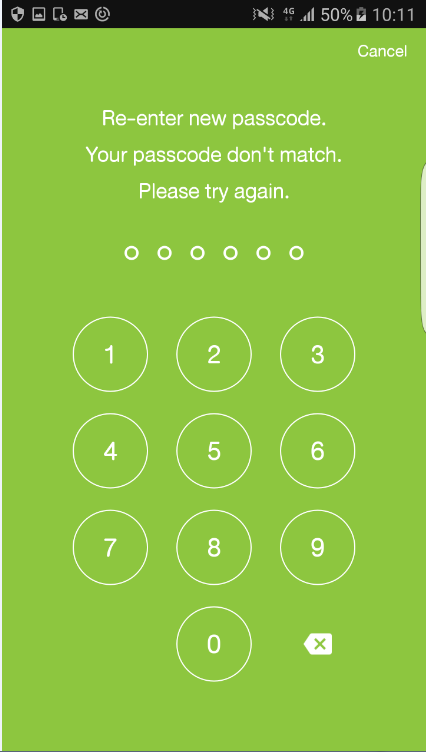 4G 50% 10:11
Cancel
Re-enter new passcode.
Your passcode don't match.
Please try again.
1 2 3
4 5 6
7 8 9
0